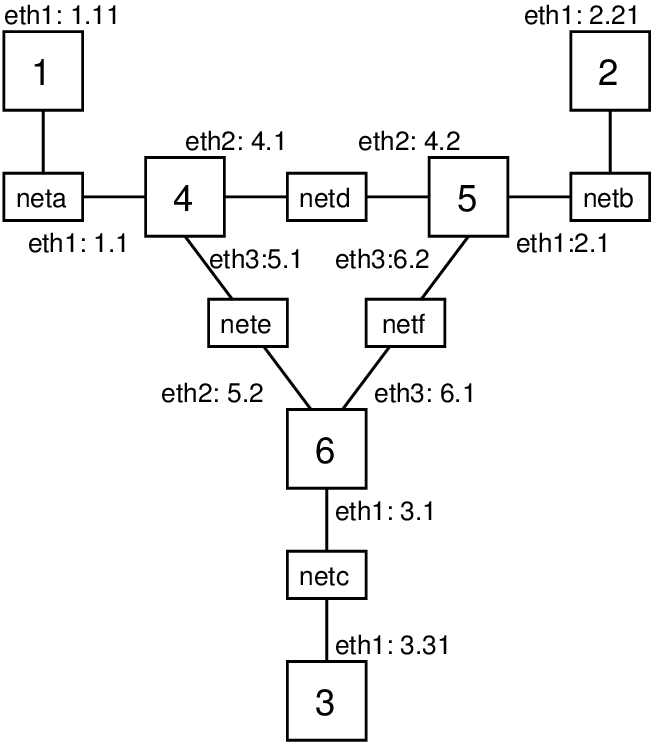 eth1: 1.11
eth1: 2.21
1
2
eth2: 4.1
eth2: 4.2
neta
4
netd
5
netb
eth1: 1.1
eth3:5.1
eth3:6.2
eth1:2.1
nete
netf
eth2: 5.2
eth3: 6.1
6
eth1: 3.1
netc
eth1: 3.31
3